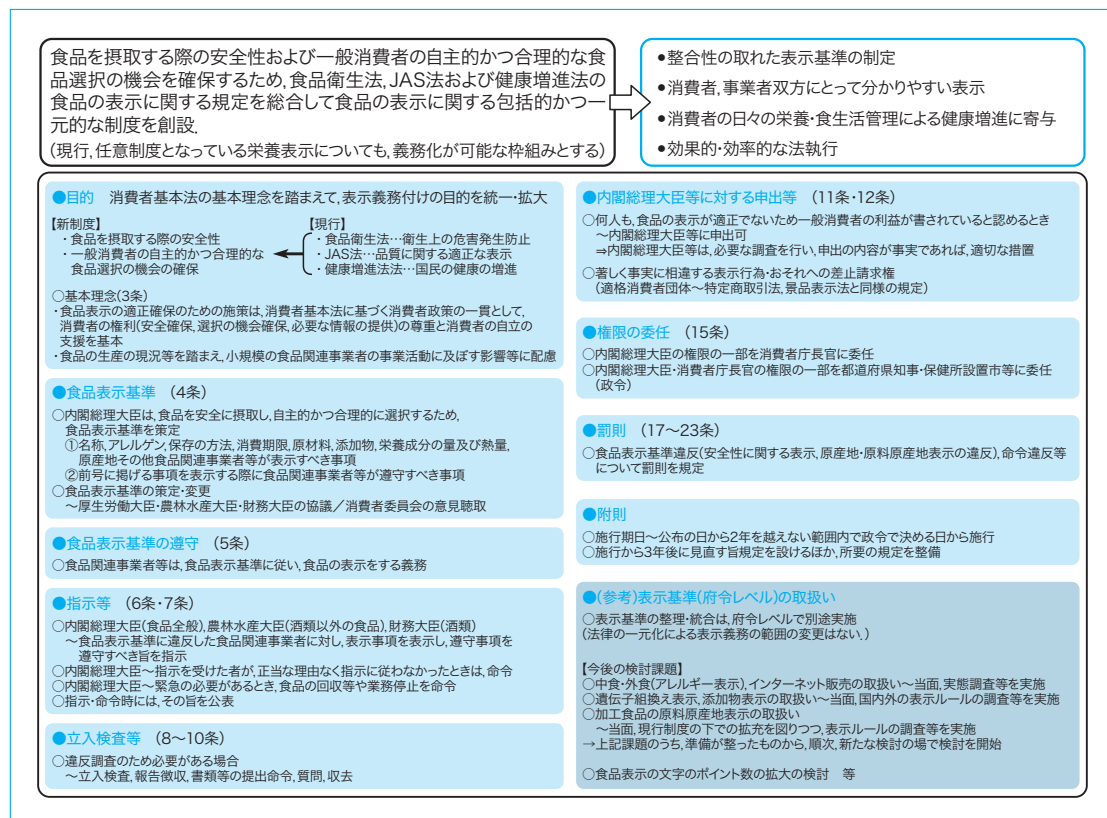 食品を摂取する際の安全性および一般消費者の自主的かつ合理的な食
品選択の機会を確保するため,食品衛生法,JAS法および健康増進法の
食品の表示に関する規定を総合して食品の表示に関する包括的かつ一
元的な制度を創設.
(現行,任意制度となっている栄養表示についても,義務化が可能な枠組みとする)
●整合性の取れた表示基準の制定
●消費者,事業者双方にとって分かりやすい表示
●消費者の日々の栄養・食生活管理による健康増進に寄与
●効果的・効率的な法執行
●目的 消費者基本法の基本理念を踏まえて,表示義務付けの目的を統一・拡大
【新制度】
・食品を摂取する際の安全性
・一般消費者の自主的かつ合理的な
食品選択の機会の確保
【現行】
・食品衛生法…衛生上の危害発生防止
・JAS法…品質に関する適正な表示
・健康増進法法…国民の健康の増進
○基本理念(3条)
・食品表示の適正確保のための施策は,消費者基本法に基づく消費者政策の一貫として,
消費者の権利(安全確保,選択の機会確保,必要な情報の提供)の尊重と消費者の自立の
支援を基本
・食品の生産の現況等を踏まえ,小規模の食品関連事業者の事業活動に及ぼす影響等に配慮
●食品表示基準 (4条)
○内閣総理大臣は,食品を安全に摂取し,自主的かつ合理的に選択するため,
食品表示基準を策定
①名称,アレルゲン,保存の方法,消費期限,原材料,添加物,栄養成分の量及び熱量,
原産地その他食品関連事業者等が表示すべき事項
②前号に掲げる事項を表示する際に食品関連事業者等が遵守すべき事項
○食品表示基準の策定・変更
～厚生労働大臣・農林水産大臣・財務大臣の協議／消費者委員会の意見聴取
●食品表示基準の遵守 (5条)
○食品関連事業者等は,食品表示基準に従い,食品の表示をする義務
●指示等 (6条・7条)
○内閣総理大臣(食品全般),農林水産大臣(酒類以外の食品),財務大臣(酒類)
～食品表示基準に違反した食品関連事業者に対し,表示事項を表示し,遵守事項を
遵守すべき旨を指示
○内閣総理大臣～指示を受けた者が,正当な理由なく指示に従わなかったときは,命令
○内閣総理大臣～緊急の必要があるとき,食品の回収等や業務停止を命令
○指示・命令時には,その旨を公表
●立入検査等 (8～10条)
○違反調査のため必要がある場合
～立入検査,報告徴収,書類等の提出命令,質問,収去
●内閣総理大臣等に対する申出等 (11条・12条)
○何人も,食品の表示が適正でないため一般消費者の利益が書されていると認めるとき
～内閣総理大臣等に申出可
⇒内閣総理大臣等は,必要な調査を行い,申出の内容が事実であれば,適切な措置
○著しく事実に相違する表示行為・おそれへの差止請求権
(適格消費者団体～特定商取引法,景品表示法と同様の規定)
●権限の委任 (15条)
○内閣総理大臣の権限の一部を消費者庁長官に委任
○内閣総理大臣・消費者庁長官の権限の一部を都道府県知事・保健所設置市等に委任
(政令)
●罰則 (17～23条)
○食品表示基準違反(安全性に関する表示,原産地・原料原産地表示の違反),命令違反等
について罰則を規定
●附則
○施行期日～公布の日から2年を越えない範囲内で政令で決める日から施行
○施行から3年後に見直す旨規定を設けるほか,所要の規定を整備
●(参考)表示基準(府令レベル)の取扱い
○表示基準の整理・統合は,府令レベルで別途実施
(法律の一元化による表示義務の範囲の変更はない.)
【今後の検討課題】
○中食・外食(アレルギー表示),インターネット販売の取扱い～当面,実態調査等を実施
○遺伝子組換え表示,添加物表示の取扱い～当面,国内外の表示ルールの調査等を実施
○加工食品の原料原産地表示の取扱い
～当面,現行制度の下での拡充を図りつつ,表示ルールの調査等を実施
→上記課題のうち,準備が整ったものから,順次,新たな検討の場で検討を開始
○食品表示の文字のポイント数の拡大の検討 等